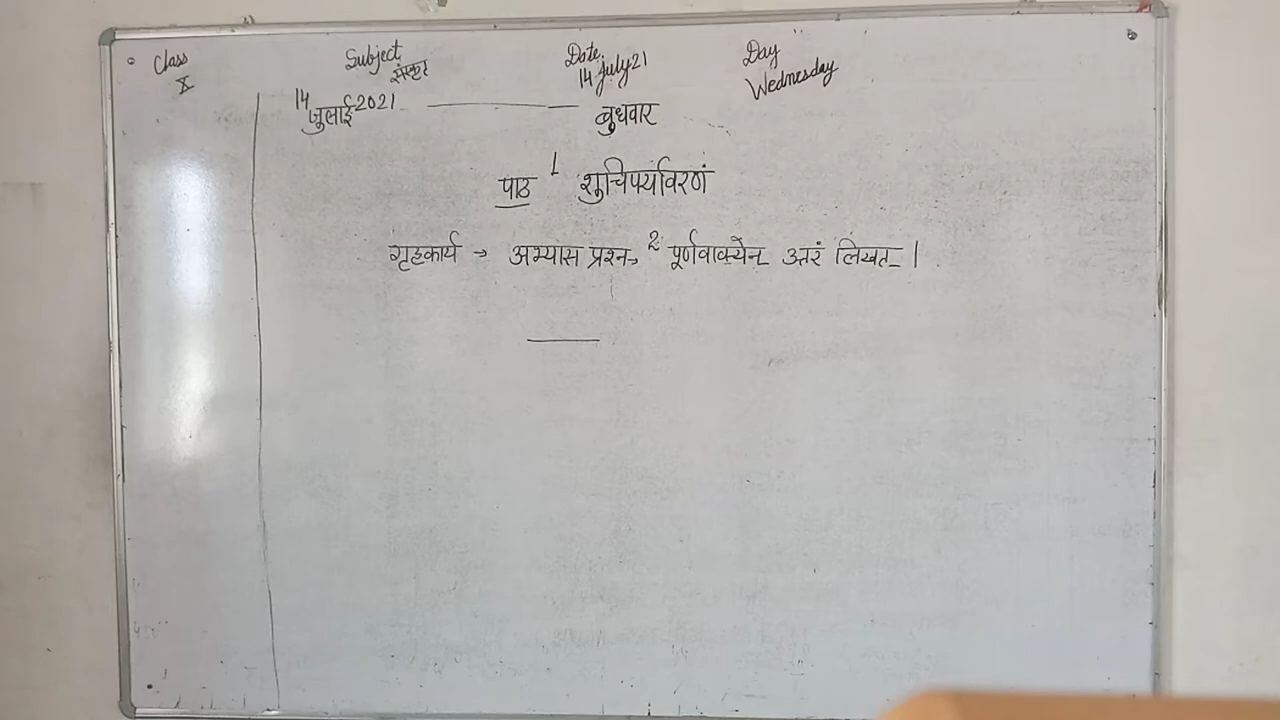 Class Subject Date Day
X संस्कृत 14 July 21 Wednesday
14 जुलाई 2021 बुधवार
पाठ 1 शुचिपर्यावरणं
गृहकार्य → अभ्यास प्रश्न, 2 पूर्णवाक्येन उत्तरं लिखत ।